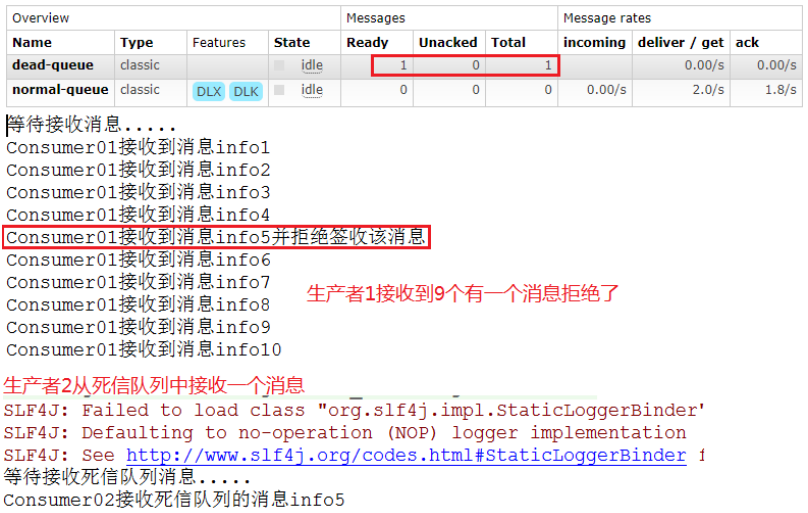 Overview Messages Message rates
Name Type Features State Ready Unacked Total incoming deliver / get ack
dead-queue classic idle 1 0 1 0.00/s 0.00/s
normal-queue classic DLX DLK idle 0 0 0 0.00/s 2.0/s 1.8/s
等待接收消息.....
Consumer01接收到消息info1
Consumer01接收到消息info2
Consumer01接收到消息info3
Consumer01接收到消息info4
Consumer01接收到消息info5并拒绝签收该消息
Consumer01接收到消息info6
Consumer01接收到消息info7
生产者1接收到9个有一个消息拒绝了
Consumer01接收到消息info8
Consumer01接收到消息info9
Consumer01接收到消息info10
生产者2从死信队列中接收一个消息
SLF4J: Failed to load class "org.slf4j.impl.StaticLoggerBinder"
SLF4J: Defaulting to no-operation (NOP) logger implementation
SLF4J: See http://www.slf4j.org/codes.html#StaticLoggerBinder f
等待接收死信队列消息.....
Consumer02接收死信队列的消息info5